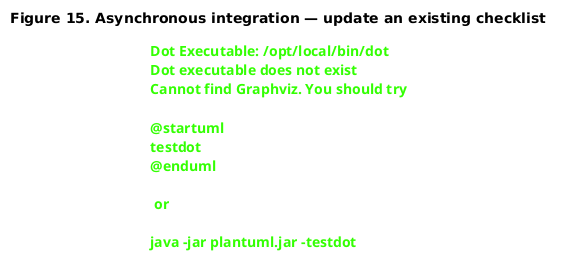 Figure 15. Asynchronous integration — update an existing checklist
Dot Executable: /opt/local/bin/dot
Dot executable does not exist
Cannot find Graphviz. You should try
@startuml
testdot
@enduml
or
java -jar plantuml.jar -testdot